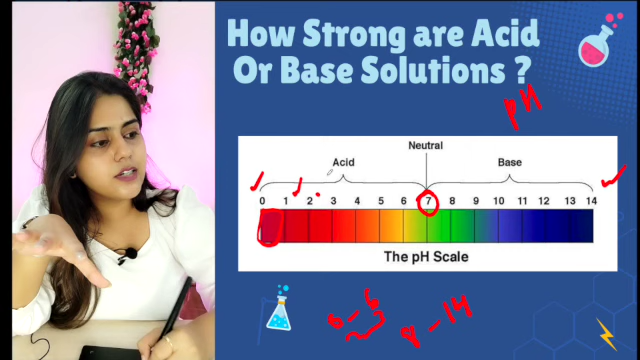 How Strong are Acid
Or Base Solutions ?
pH
Neutral
Acid Base
0 1 2 3 4 5 6 7 8 9 10 11 12 13 14
The pH Scale
0 - 6
8 - 14